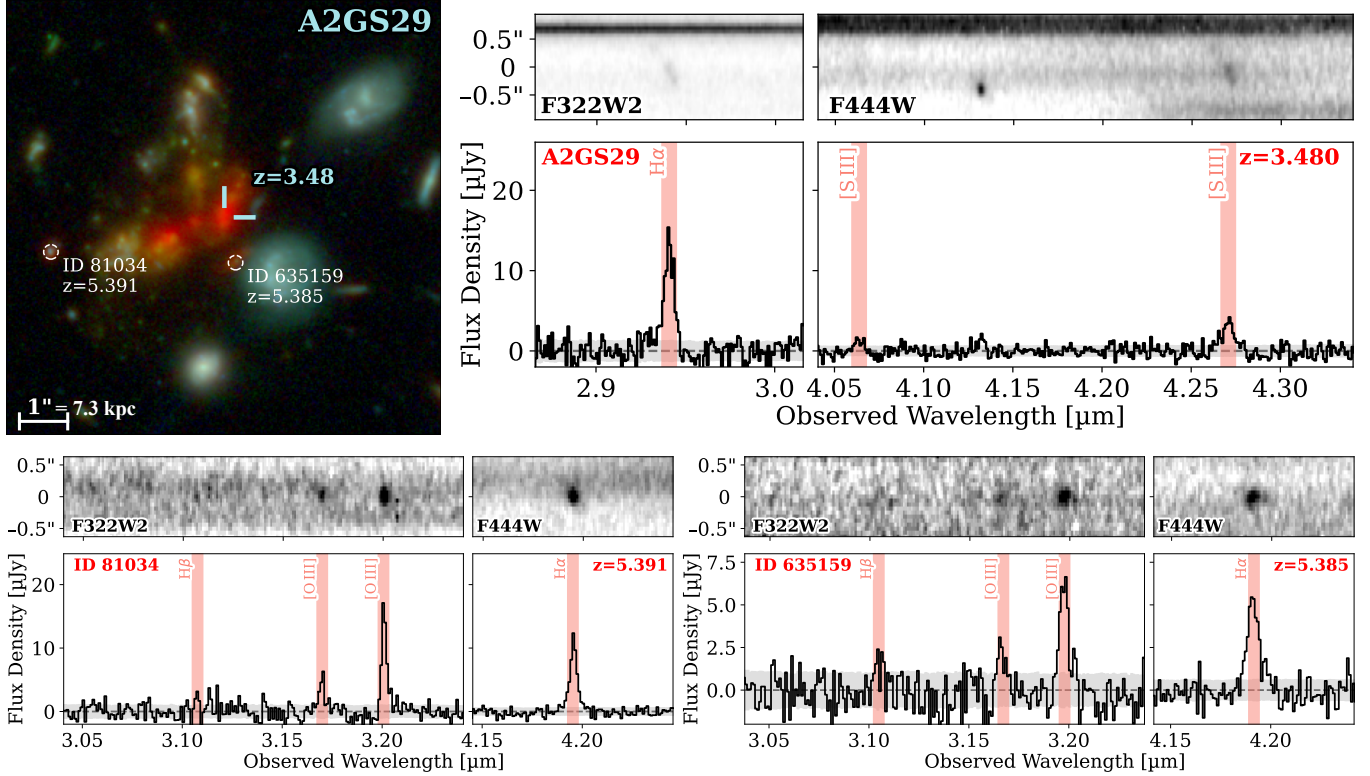 A2GS29
z=3.48
ID 81034
z=5.391
ID 635159
z=5.385
1" = 7.3 kpc
0.5"
0
−0.5"
F322W2
F444W
A2GS29
Hα
[S III]
[S III]
z=3.480
Flux Density [μJy]
20
10
0
2.9
3.0
4.05
4.10
4.15
4.20
4.25
4.30
Observed Wavelength [μm]
0.5"
0
−0.5"
F322W2
F444W
ID 81034
Hβ
[O III]
[O III]
Hα
z=5.391
Flux Density [μJy]
20
10
0
3.05
3.10
3.15
3.20
4.20
Observed Wavelength [μm]
0.5"
0
−0.5"
F322W2
F444W
ID 635159
Hβ
[O III]
[O III]
Hα
z=5.385
Flux Density [μJy]
7.5
5.0
2.5
0.0
3.05
3.10
3.15
3.20
4.15
4.20
Observed Wavelength [μm]